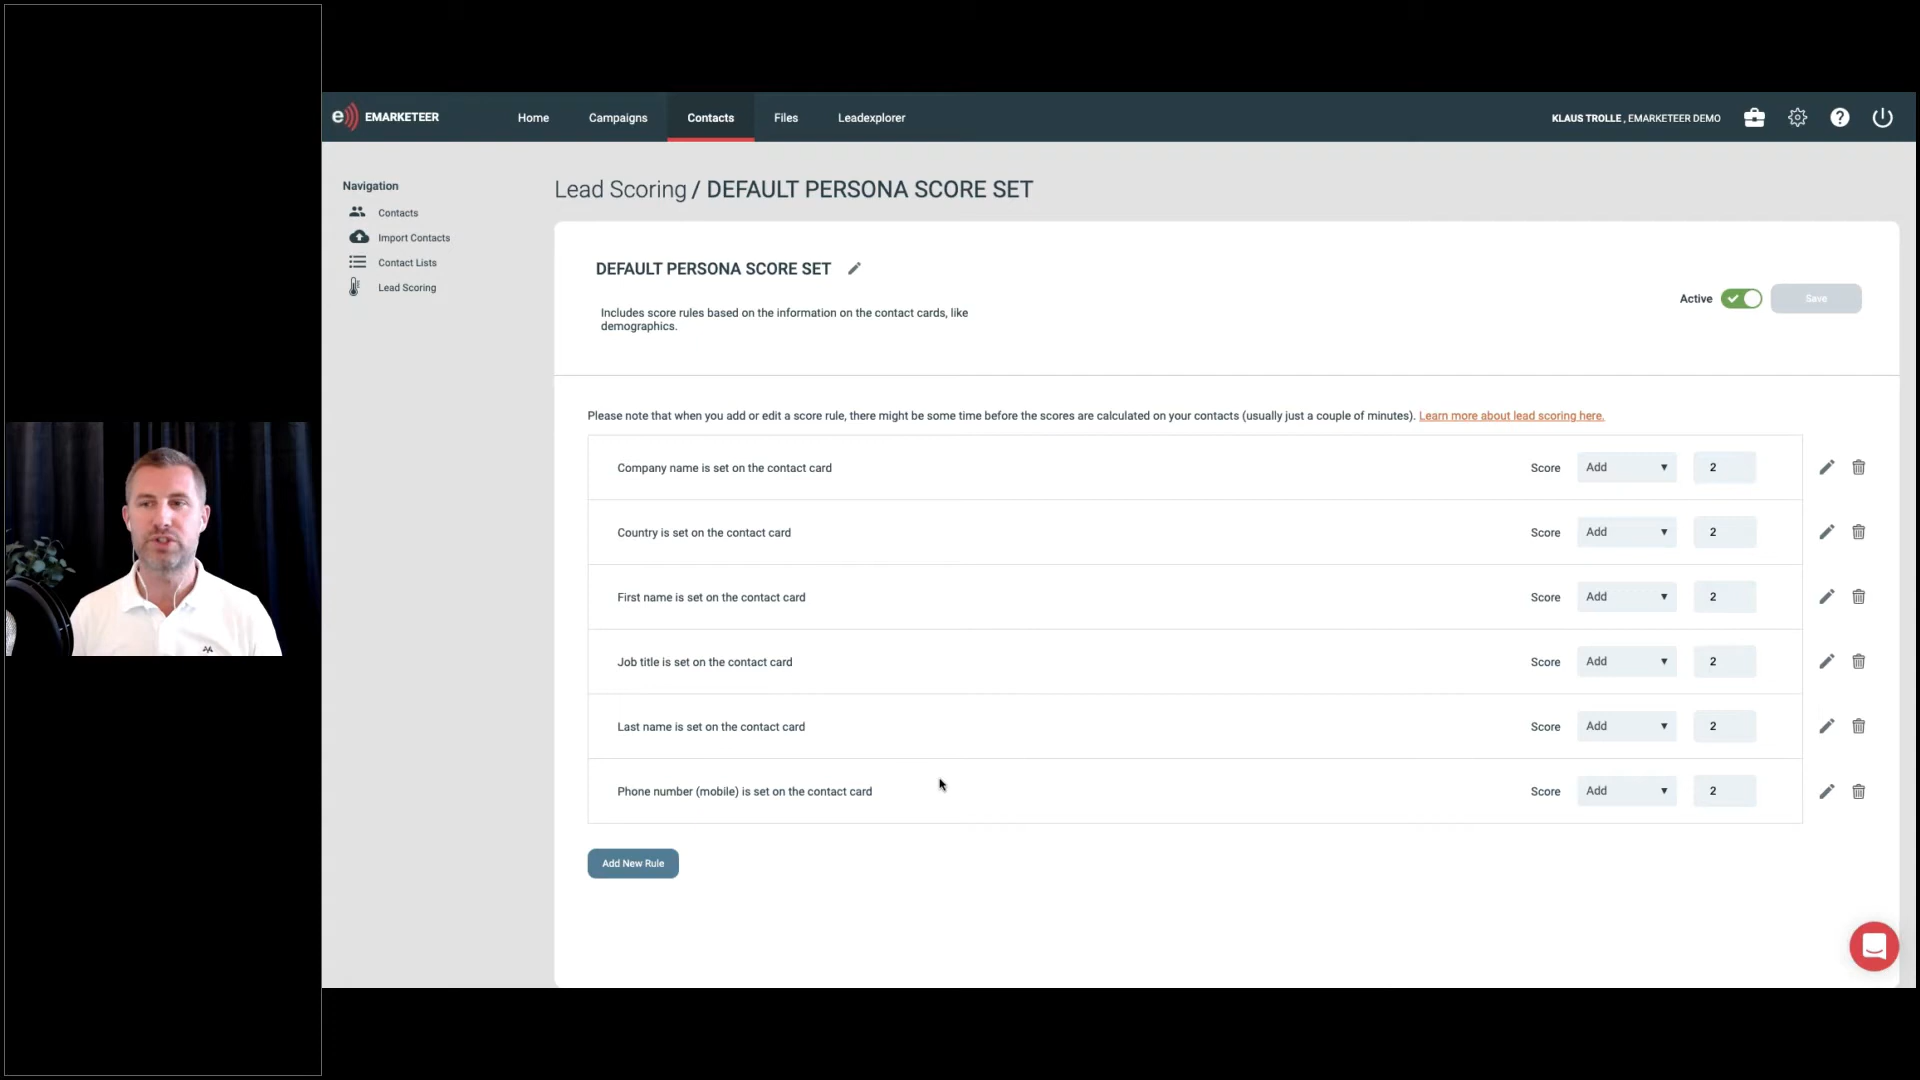 e))) EMARKETEER
Home
Campaigns
Contacts
Files
Leadexplorer
KLAUS TROLLE , EMARKETEER DEMO
Navigation
Contacts
Import Contacts
Contact Lists
Lead Scoring
Lead Scoring / DEFAULT PERSONA SCORE SET
DEFAULT PERSONA SCORE SET
Includes score rules based on the information on the contact cards, like
demographics.
Active
Save
Please note that when you add or edit a score rule, there might be some time before the scores are calculated on your contacts (usually just a couple of minutes). Learn more about lead scoring here.
Company name is set on the contact card Score Add 2
Country is set on the contact card Score Add 2
First name is set on the contact card Score Add 2
Job title is set on the contact card Score Add 2
Last name is set on the contact card Score Add 2
Phone number (mobile) is set on the contact card Score Add 2
Add New Rule